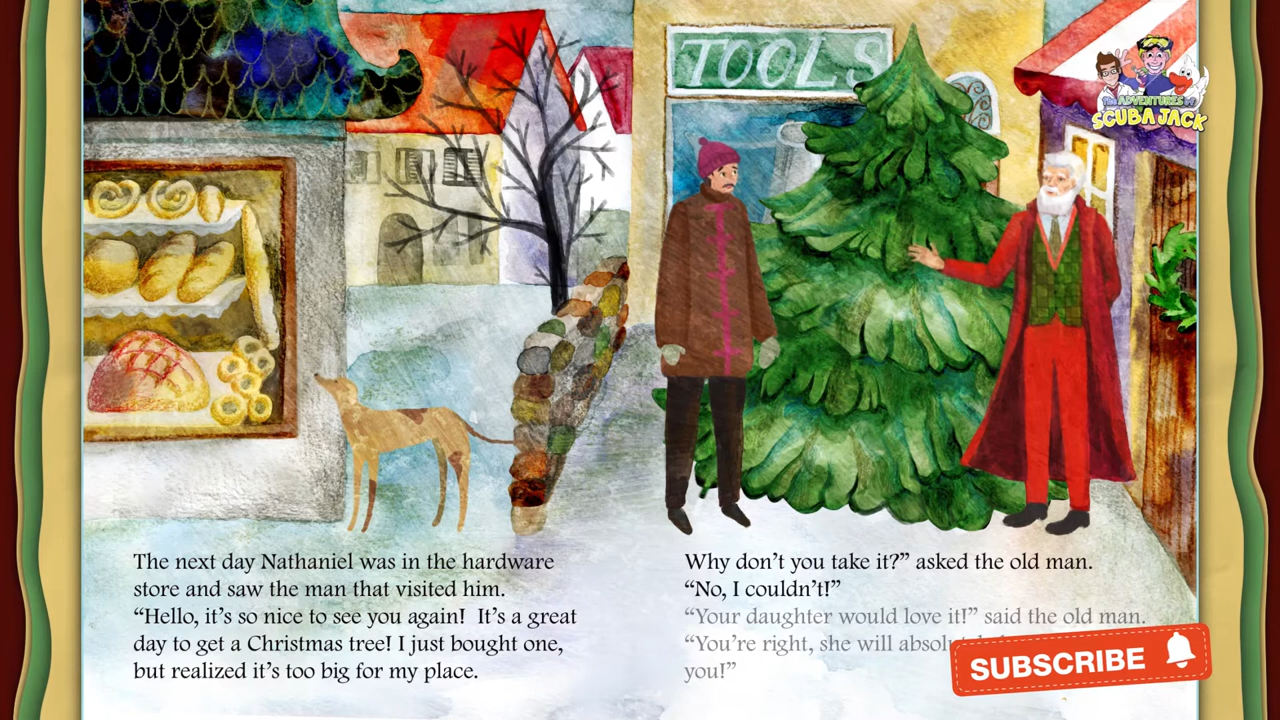 TOOLS
THE ADVENTURES OF
SCUBA JACK
The next day Nathaniel was in the hardware
store and saw the man that visited him.
“Hello, it’s so nice to see you again!  It’s a great
day to get a Christmas tree! I just bought one,
but realized it’s too big for my place.
Why don’t you take it?” asked the old man.
“No, I couldn’t!”
“Your daughter would love it!” said the old man.
“You’re right, she will
you!”
SUBSCRIBE